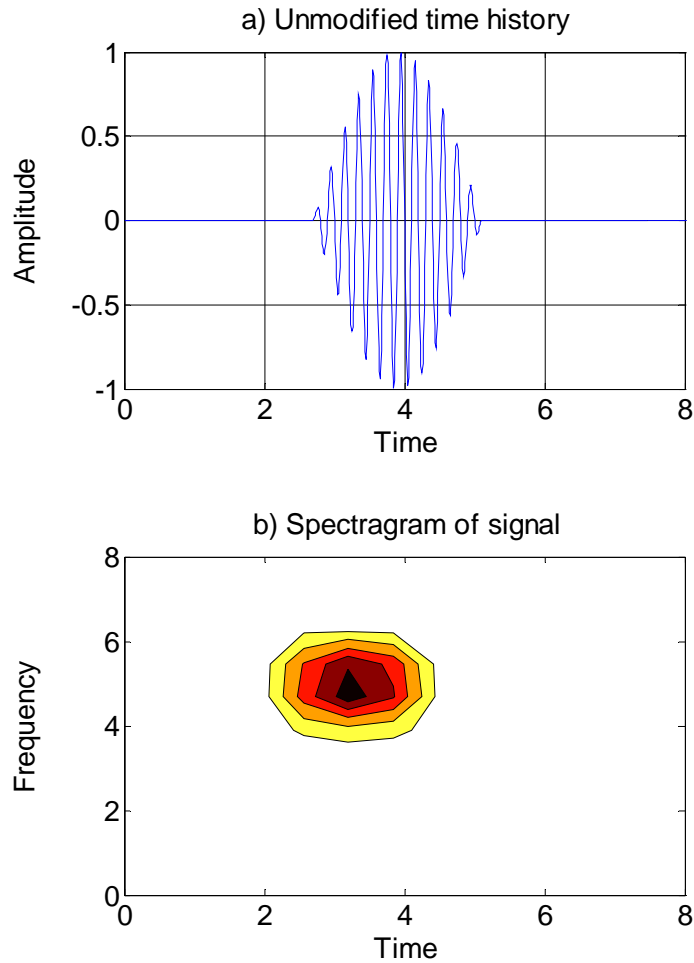 a) Unmodified time history
Amplitude
1
0.5
0
-0.5
-1
0 2 4 6 8
Time
b) Spectragram of signal
Frequency
8
6
4
2
0
0 2 4 6 8
Time